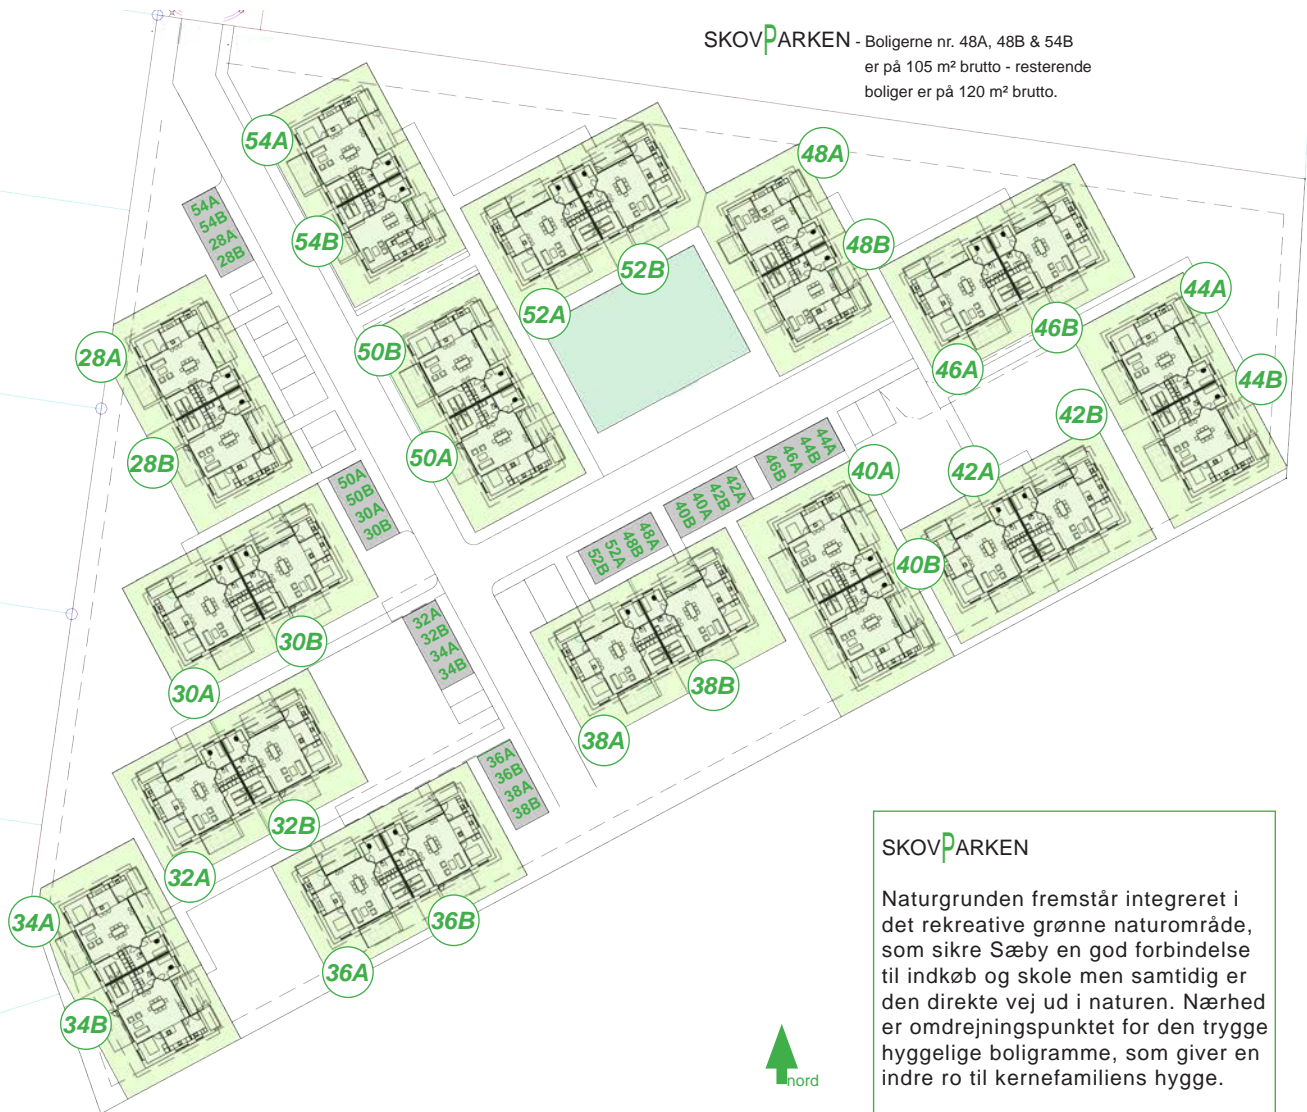 SKOVPARKEN - Boligerne nr. 48A, 48B & 54B
er på 105 m² brutto - resterende
boliger er på 120 m² brutto.
54A
54B
28A
28B
54A
54B
28A
28B
52A
52B
48A
48B
46A
46B
44A
44B
50B
50A
42B
42A
40A
40B
50A
50B
30A
30B
46B
46A
44B
44A
40B
40A
42B
42A
52B
52A
48B
48A
30A
30B
32A
32B
34A
34B
38A
38B
36A
36B
38A
38B
32A
32B
34A
34B
36A
36B
nord
SKOVPARKEN
Naturgrunden fremstår integreret i
det rekreative grønne naturområde,
som sikre Sæby en god forbindelse
til indkøb og skole men samtidig er
den direkte vej ud i naturen. Nærhed
er omdrejningspunktet for den trygge
hyggelige boligramme, som giver en
indre ro til kernefamiliens hygge.